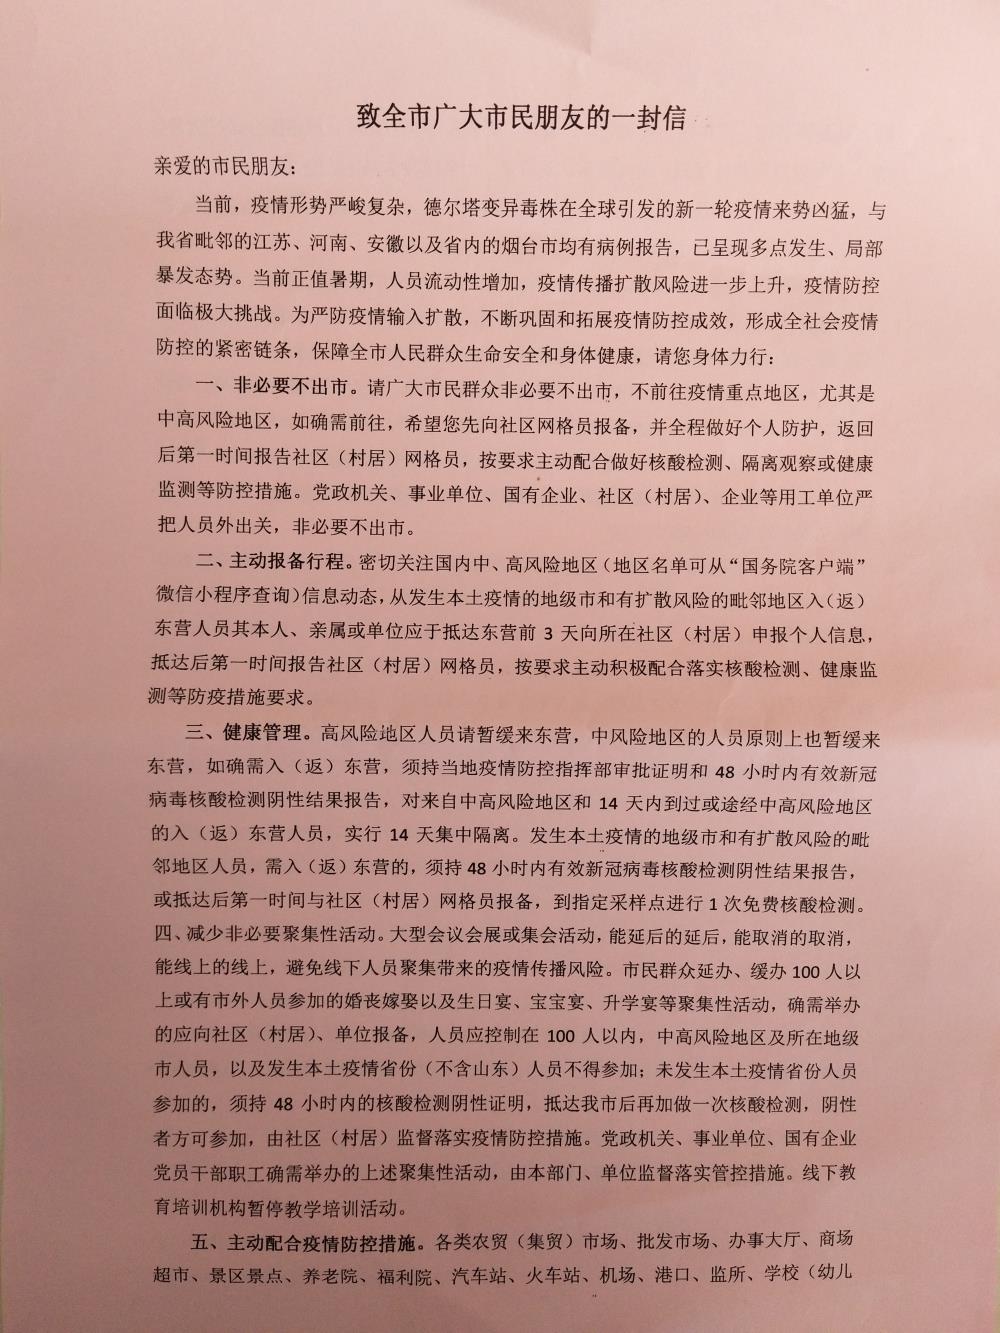 致全市广大市民朋友的一封信
亲爱的市民朋友：
当前，疫情形势严峻复杂，德尔塔变异毒株在全球引发的新一轮疫情来势凶猛，与
我省毗邻的江苏、河南、安徽以及省内的烟台市均有病例报告，已呈现多点发生、局部
暴发态势。当前正值暑期，人员流动性增加，疫情传播扩散风险进一步上升，疫情防控
面临极大挑战。为严防疫情输入扩散，不断巩固和拓展疫情防控成效，形成全社会疫情
防控的紧密链条，保障全市人民群众生命安全和身体健康，请您身体力行：
一、非必要不出市。请广大市民群众非必要不出市，不前往疫情重点地区，尤其是
中高风险地区，如确需前往，希望您先向社区网格员报备，并全程做好个人防护，返回
后第一时间报告社区（村居）网格员，按要求主动配合做好核酸检测、隔离观察或健康
监测等防控措施。党政机关、事业单位、国有企业、社区（村居）、企业等用工单位严
把人员外出关，非必要不出市。
二、主动报备行程。密切关注国内中、高风险地区（地区名单可从“国务院客户端”
微信小程序查询）信息动态，从发生本土疫情的地级市和有扩散风险的毗邻地区入（返）
东营人员其本人、亲属或单位应于抵达东营前 3 天向所在社区（村居）申报个人信息，
抵达后第一时间报告社区（村居）网格员，按要求主动积极配合落实核酸检测、健康监
测等防疫措施要求。
三、健康管理。高风险地区人员请暂缓来东营，中风险地区的人员原则上也暂缓来
东营，如确需入（返）东营，须持当地疫情防控指挥部审批证明和 48 小时内有效新冠
病毒核酸检测阴性结果报告，对来自中高风险地区和 14 天内到过或途经中高风险地区
的入（返）东营人员，实行 14 天集中隔离。发生本土疫情的地级市和有扩散风险的毗
邻地区人员，需入（返）东营的，须持 48 小时内有效新冠病毒核酸检测阴性结果报告，
或抵达后第一时间与社区（村居）网格员报备，到指定采样点进行 1 次免费核酸检测。
四、减少非必要聚集性活动。大型会议会展或集会活动，能延后的延后，能取消的取消，
能线上的线上，避免线下人员聚集带来的疫情传播风险。市民群众延办、缓办 100 人以
上或有市外人员参加的婚丧嫁娶以及生日宴、宝宝宴、升学宴等聚集性活动，确需举办
的应向社区（村居）、单位报备，人员应控制在 100 人以内，中高风险地区及所在地级
市人员，以及发生本土疫情省份（不含山东）人员不得参加；未发生本土疫情省份人员
参加的，须持 48 小时内的核酸检测阴性证明，抵达我市后再加做一次核酸检测，阴性
者方可参加，由社区（村居）监督落实疫情防控措施。党政机关、事业单位、国有企业
党员干部职工确需举办的上述聚集性活动，由本部门、单位监督落实管控措施。线下教
育培训机构暂停教学培训活动。
五、主动配合疫情防控措施。各类农贸（集贸）市场、批发市场、办事大厅、商场
超市、景区景点、养老院、福利院、汽车站、火车站、机场、港口、监所、学校（幼儿